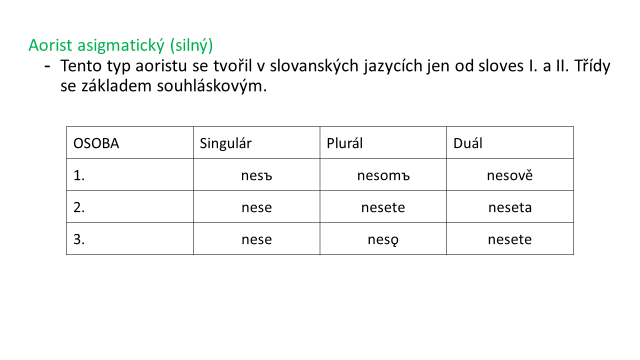 Aorist asigmatický (silný)
- Tento typ aoristu se tvořil v slovanských jazycích jen od sloves I. a II. Třídy
se základem souhláskovým.
OSOBA Singulár Plurál Duál
1. nesъ nesomъ nesově
2. nese nesete neseta
3. nese nesǫ nesete